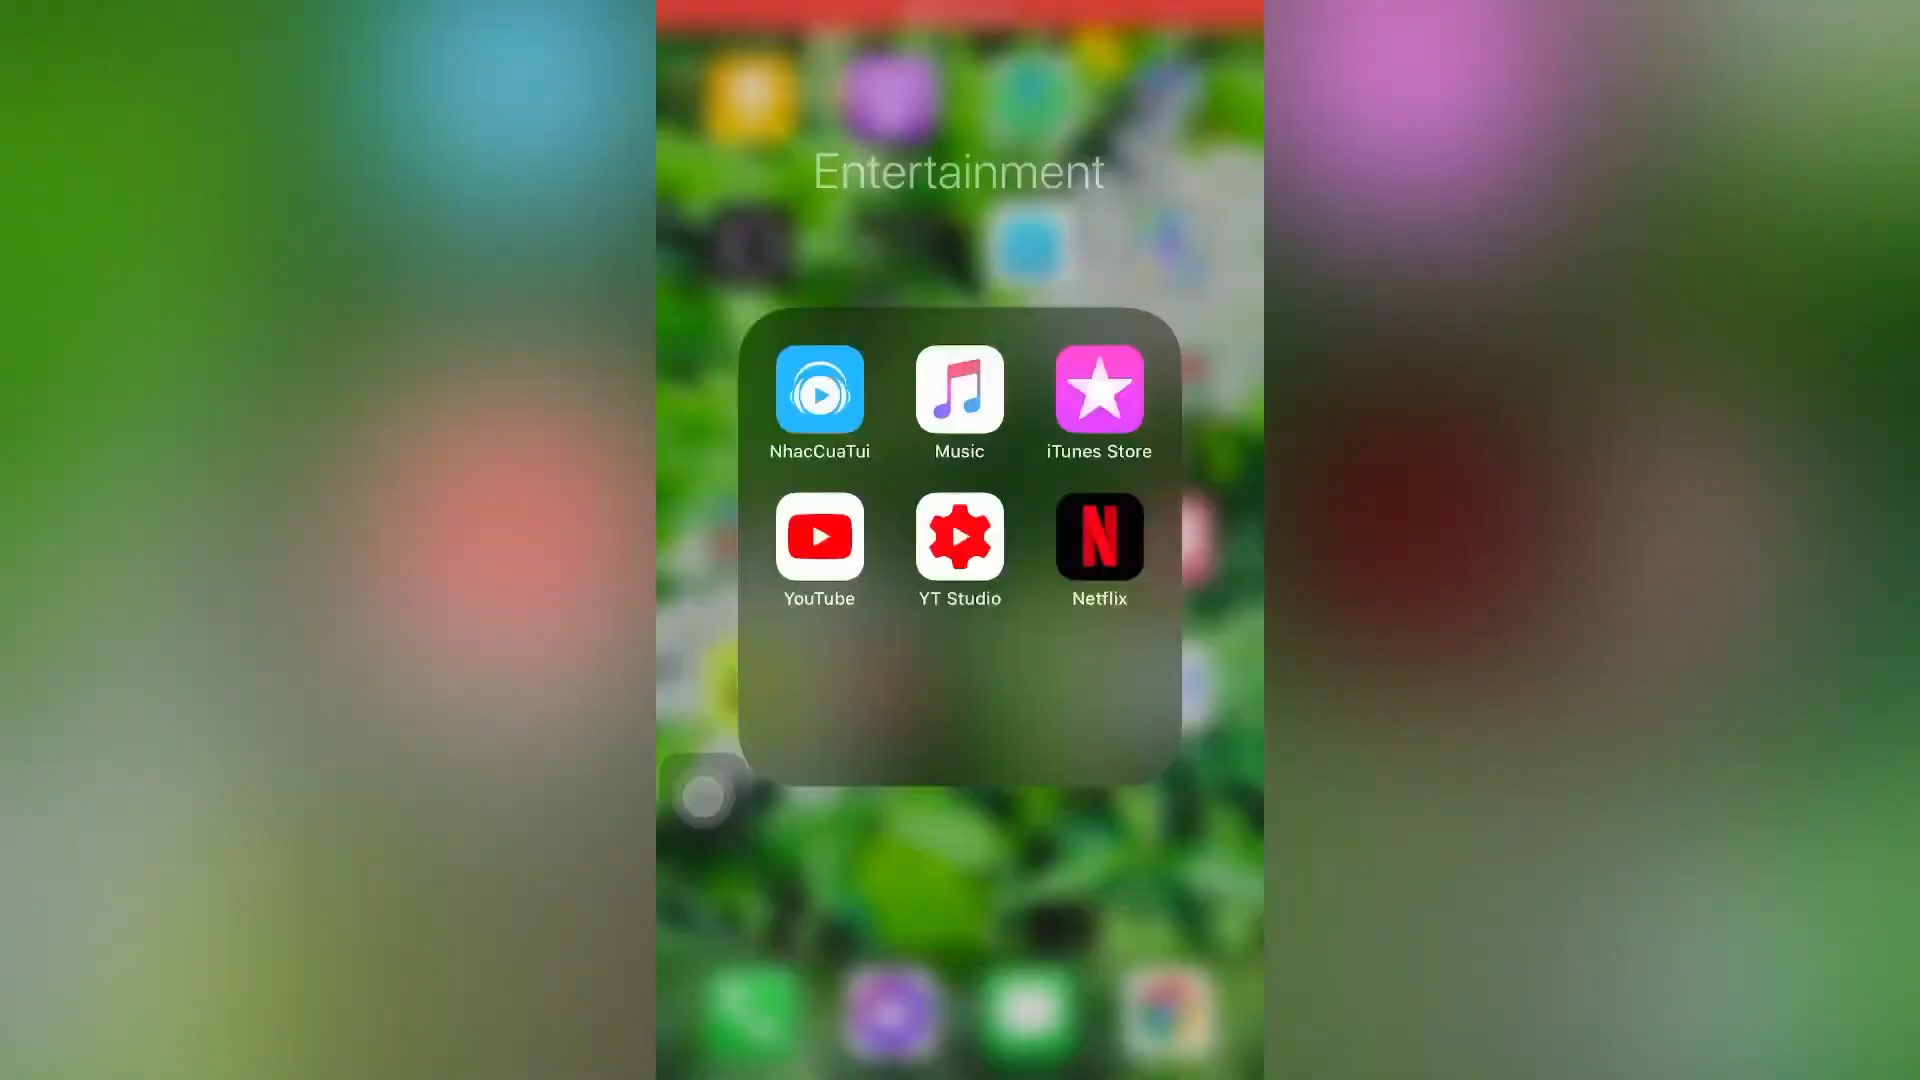 Entertainment
NhacCuaTui
Music
iTunes Store
YouTube
YT Studio
Netflix